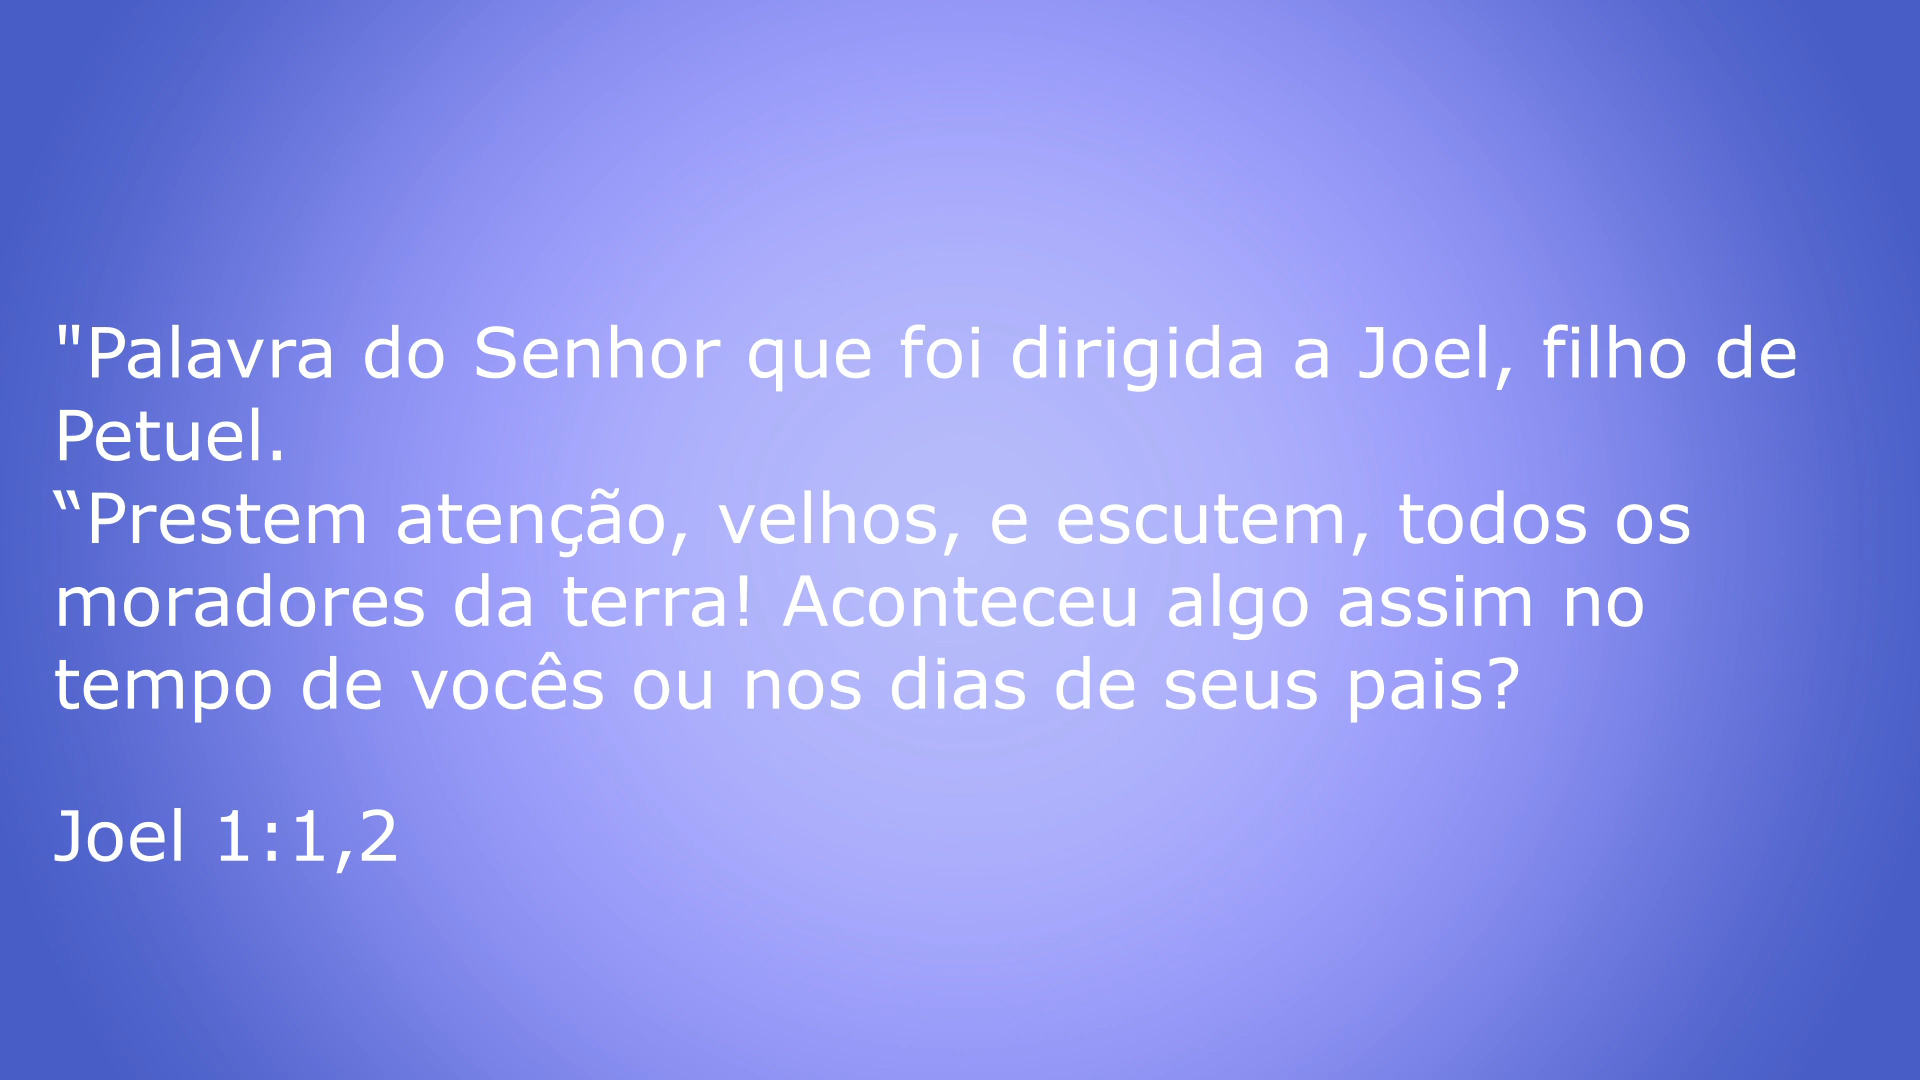 "Palavra do Senhor que foi dirigida a Joel, filho de
Petuel.
“Prestem atenção, velhos, e escutem, todos os
moradores da terra! Aconteceu algo assim no
tempo de vocês ou nos dias de seus pais?
Joel 1:1,2